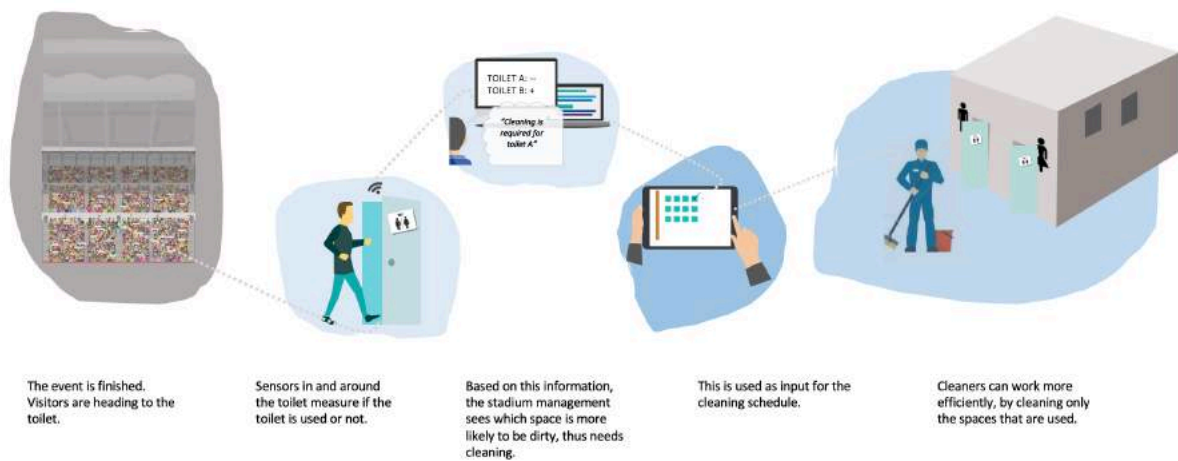 TOILET A: --
TOILET B: +
"Cleaning is
required for
toilet A"
The event is finished.
Visitors are heading to the
toilet.
Sensors in and around
the toilet measure if the
toilet is used or not.
Based on this information,
the stadium management
sees which space is more
likely to be dirty, thus needs
cleaning.
This is used as input for the
cleaning schedule.
Cleaners can work more
efficiently, by cleaning only
the spaces that are used.